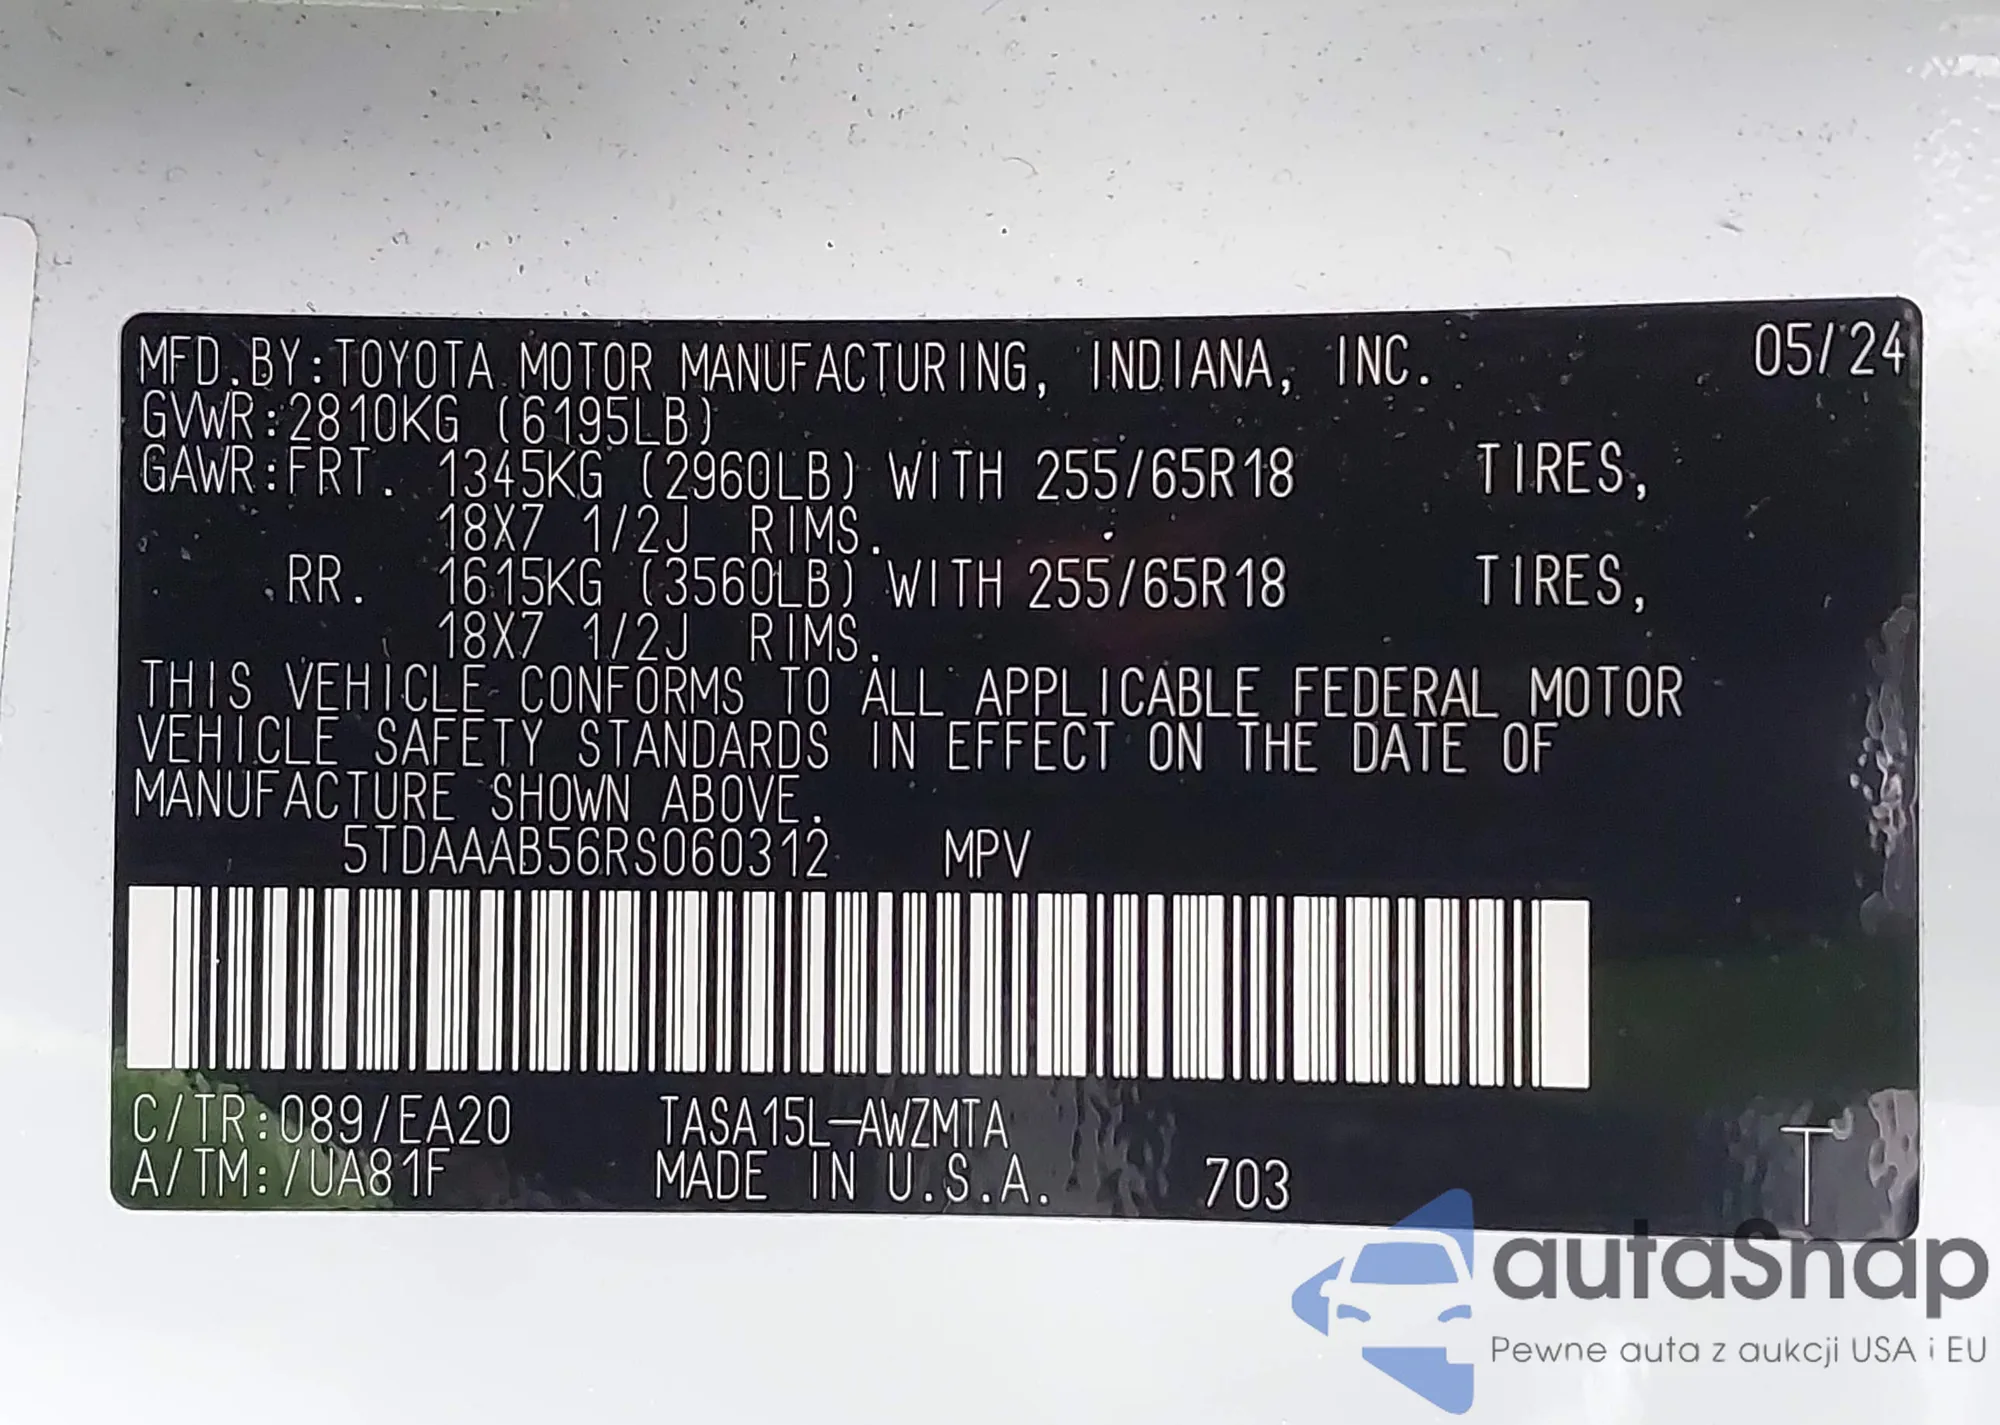 MFD.BY:TOYOTA MOTOR MANUFACTURING, INDIANA, INC. 05/24
GVWR:2810KG (6195LB)
GAWR:FRT. 1345KG (2960LB) WITH 255/65R18 TIRES,
18X7 1/2J RIMS.
RR. 1615KG (3560LB) WITH 255/65R18 TIRES,
18X7 1/2J RIMS.
THIS VEHICLE CONFORMS TO ALL APPLICABLE FEDERAL MOTOR
VEHICLE SAFETY STANDARDS IN EFFECT ON THE DATE OF
MANUFACTURE SHOWN ABOVE.
5TDAAAB56RS060312 MPV
C/TR:089/EA20 TASA15L-AWZMTA
A/TM:/UA81F MADE IN U.S.A. 703 T
autaSnap
Pewne auta z aukcji USA i EU